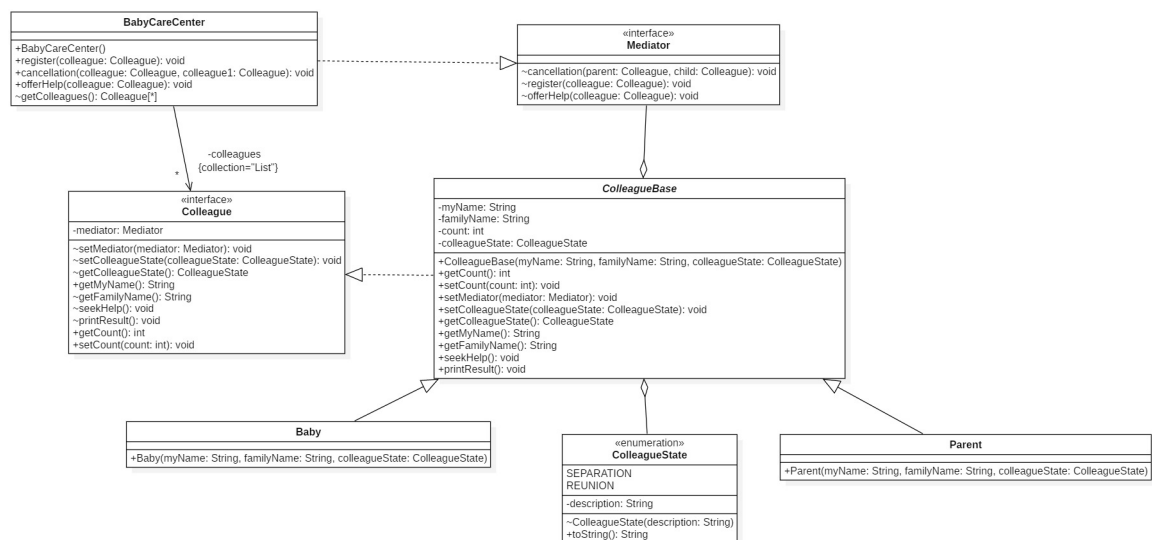 BabyCareCenter
+BabyCareCenter()
+register(colleague: Colleague): void
+cancellation(colleague: Colleague, colleague1: Colleague): void
+offerHelp(colleague: Colleague): void
~getColleagues(): Colleague[*]
«interface»
Mediator
~cancellation(parent: Colleague, child: Colleague): void
~register(colleague: Colleague): void
~offerHelp(colleague: Colleague): void
-colleagues
{collection="List"}
*
«interface»
Colleague
-mediator: Mediator
~setMediator(mediator: Mediator): void
~setColleagueState(colleagueState: ColleagueState): void
~getColleagueState(): ColleagueState
+getMyName(): String
~getFamilyName(): String
~seekHelp(): void
~printResult(): void
+getCount(): int
+setCount(count: int): void
ColleagueBase
-myName: String
-familyName: String
-count: int
-colleagueState: ColleagueState
+ColleagueBase(myName: String, familyName: String, colleagueState: ColleagueState)
+getCount(): int
+setCount(count: int): void
+setMediator(mediator: Mediator): void
+setColleagueState(colleagueState: ColleagueState): void
+getColleagueState(): ColleagueState
+getMyName(): String
+getFamilyName(): String
+seekHelp(): void
+printResult(): void
Baby
+Baby(myName: String, familyName: String, colleagueState: ColleagueState)
«enumeration»
ColleagueState
SEPARATION
REUNION
-description: String
~ColleagueState(description: String)
+toString(): String
Parent
+Parent(myName: String, familyName: String, colleagueState: ColleagueState)